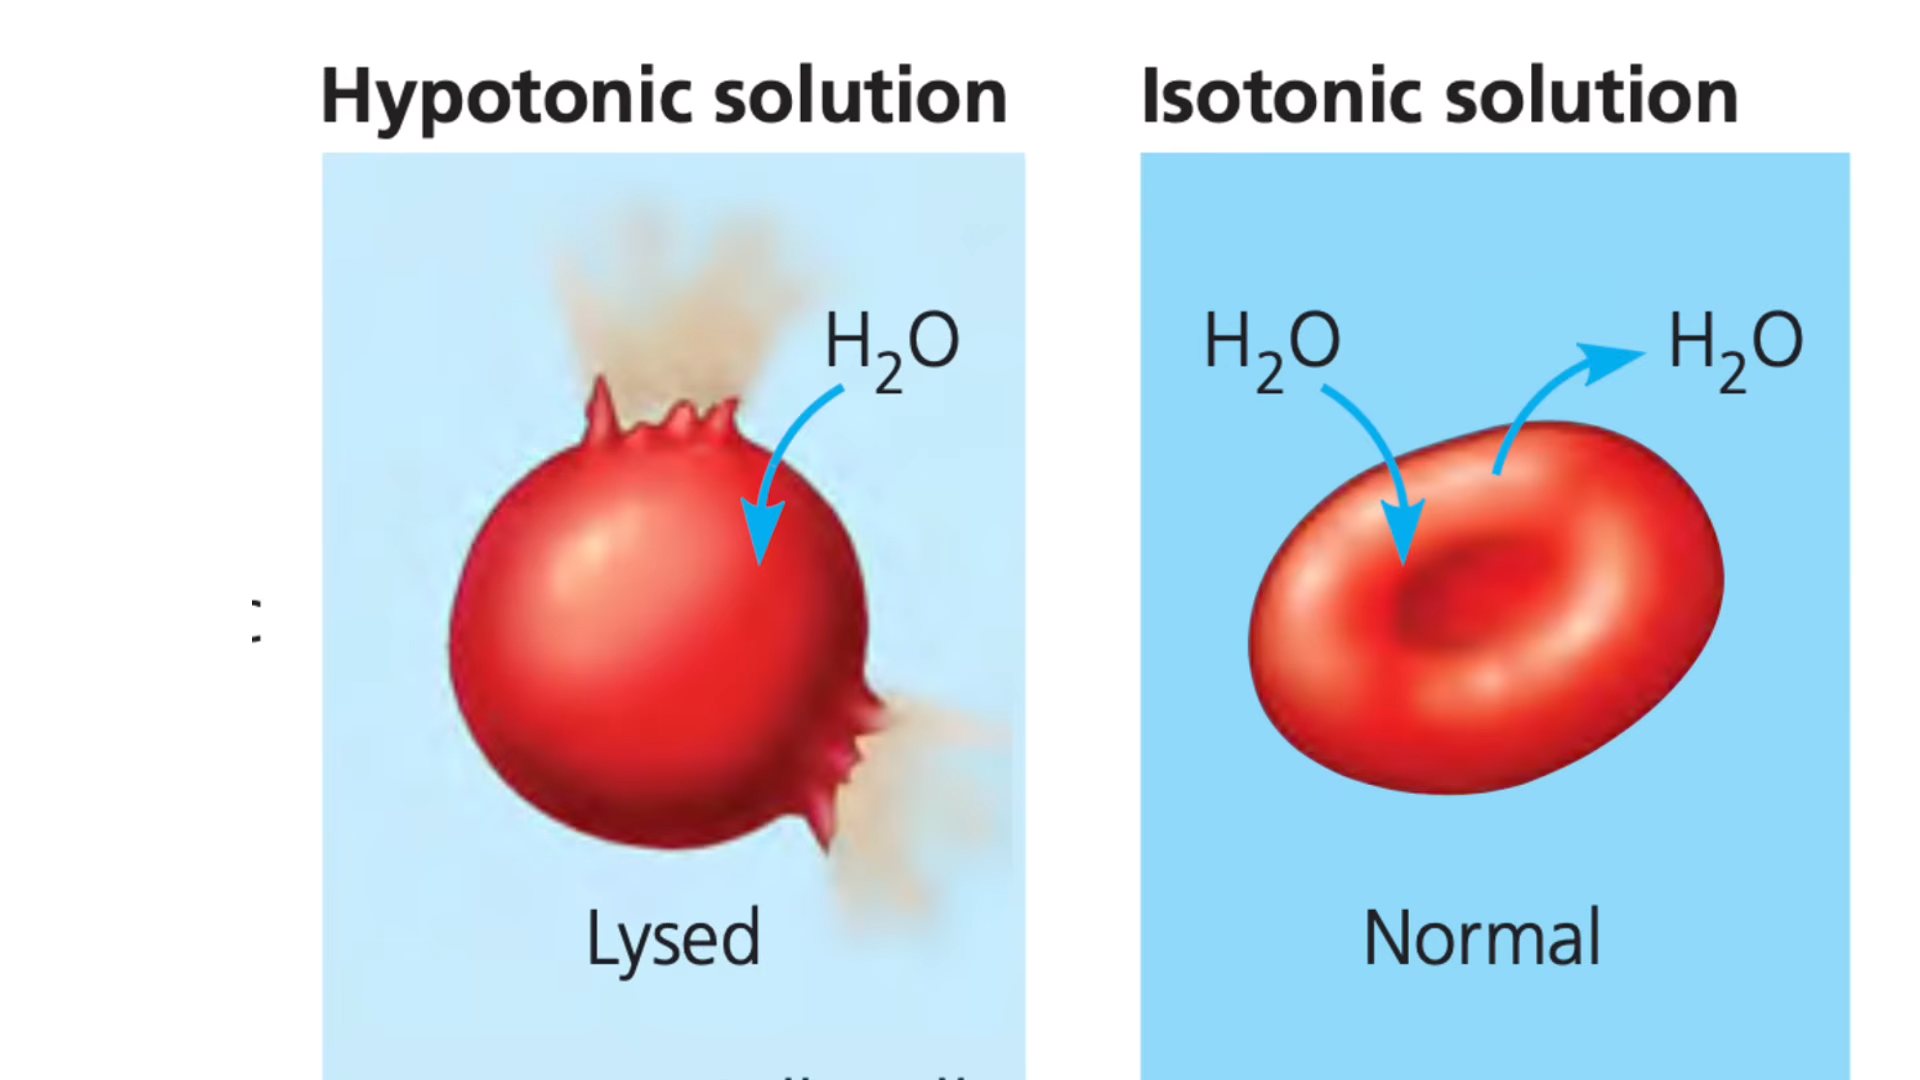 Hypotonic solution
Isotonic solution
H₂O
H₂O
H₂O
Lysed
Normal